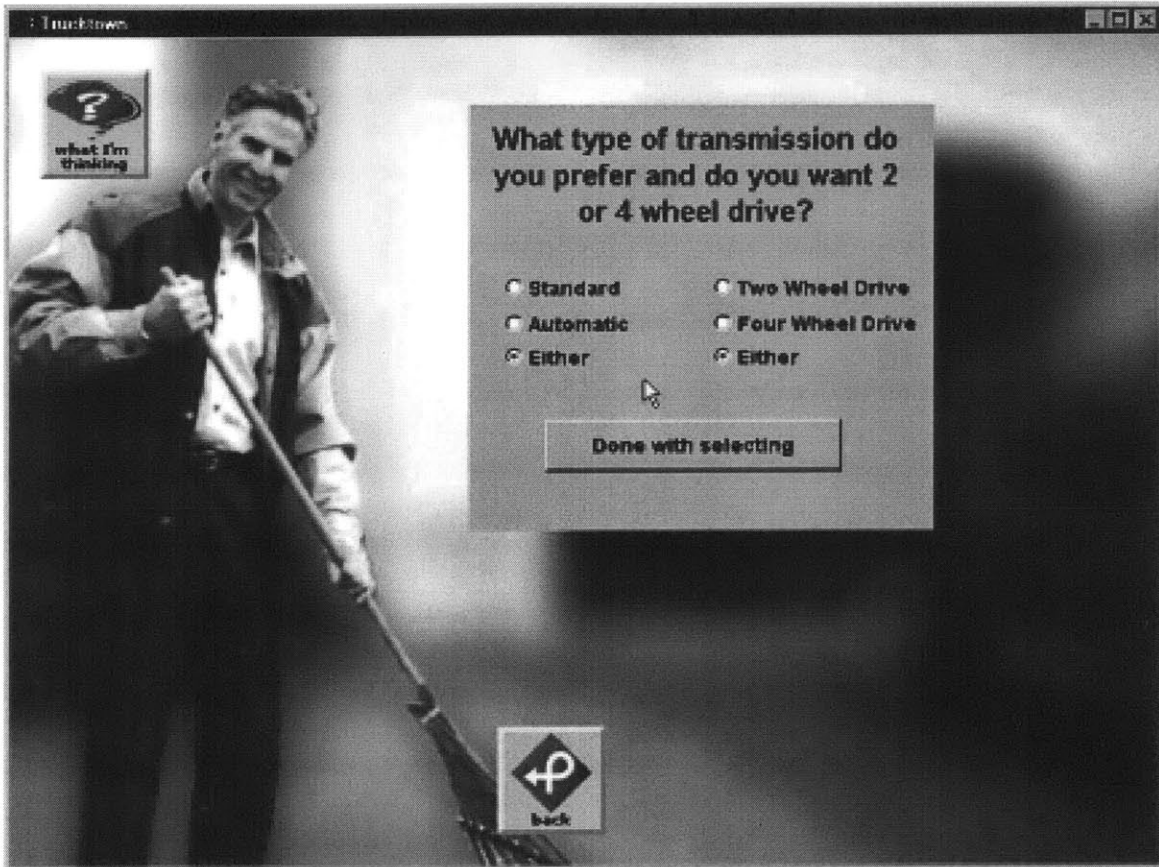 Trucktown
what I'm
thinking
What type of transmission do
you prefer and do you want 2
or 4 wheel drive?
Standard
Two Wheel Drive
Automatic
Four Wheel Drive
Either
Either
Done with selecting
back